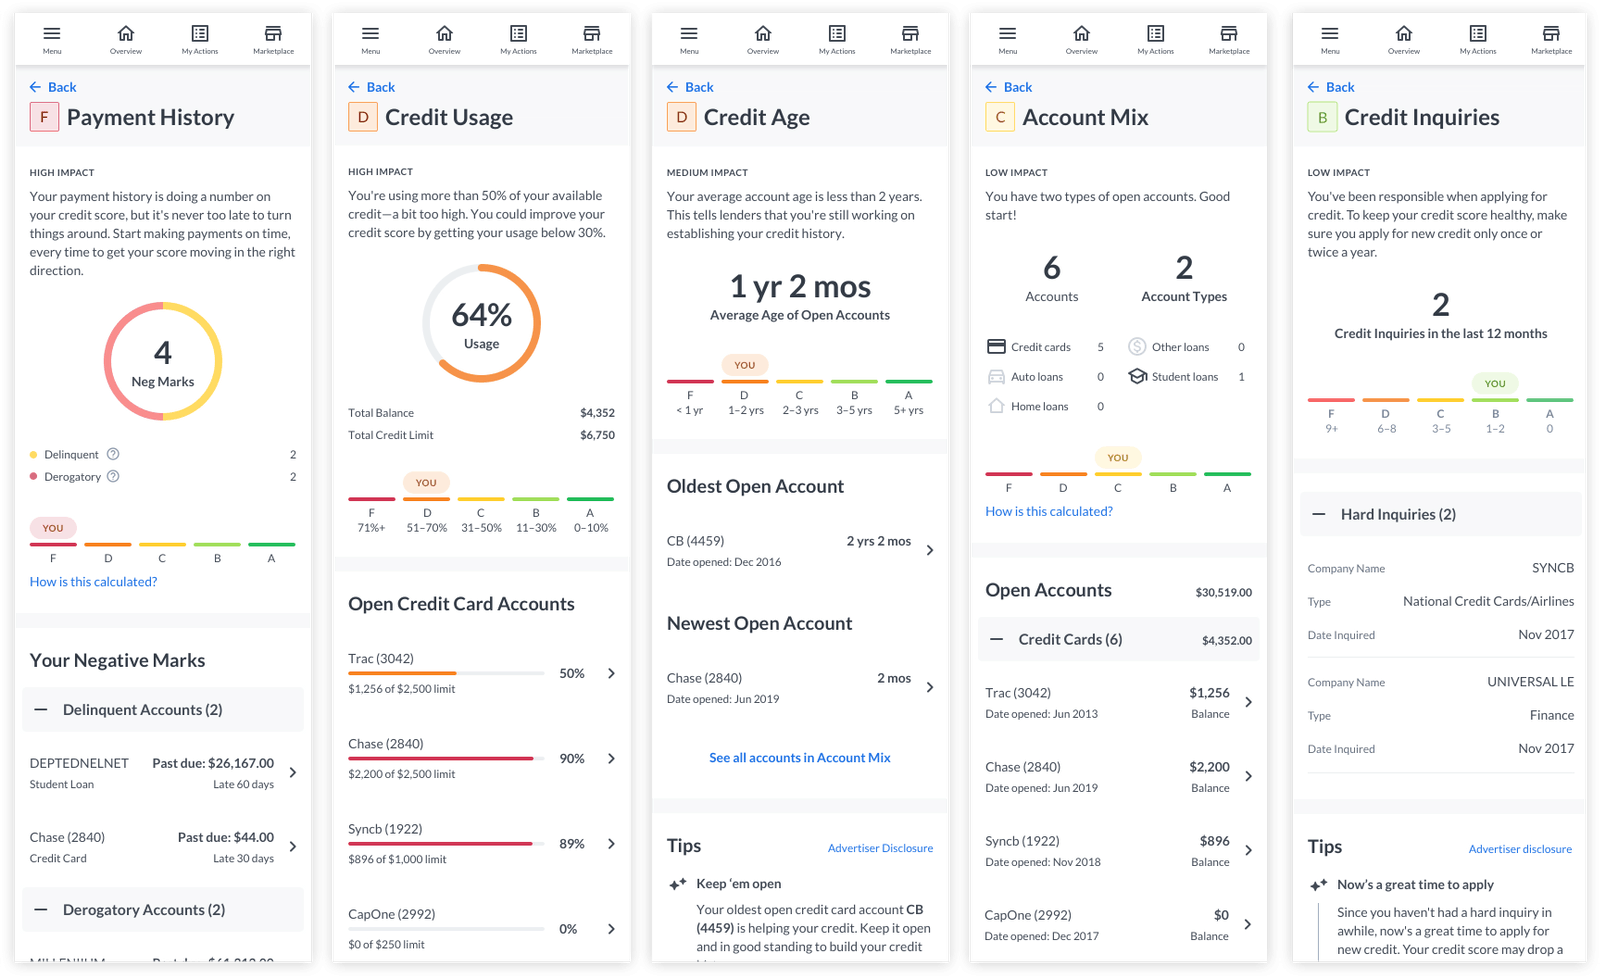 Menu
Overview
My Actions
Marketplace
Back
F Payment History
HIGH IMPACT
Your payment history is doing a number on
your credit score, but it's never too late to turn
things around. Start making payments on time,
every time to get your score moving in the right
direction.
4
Neg Marks
Delinquent 2
Derogatory 2
YOU
F D C B A
How is this calculated?
Your Negative Marks
Delinquent Accounts (2)
DEPTEDNELNET Past due: $26,167.00
Student Loan Late 60 days
Chase (2840) Past due: $44.00
Credit Card Late 30 days
Derogatory Accounts (2)
Menu
Overview
My Actions
Marketplace
Back
D Credit Usage
HIGH IMPACT
You're using more than 50% of your available
credit—a bit too high. You could improve your
credit score by getting your usage below 30%.
64%
Usage
Total Balance $4,352
Total Credit Limit $6,750
YOU
F D C B A
71%+ 51–70% 31–50% 11–30% 0–10%
Open Credit Card Accounts
Trac (3042)
50%
$1,256 of $2,500 limit
Chase (2840)
90%
$2,200 of $2,500 limit
Syncb (1922)
89%
$896 of $1,000 limit
CapOne (2992)
0%
$0 of $250 limit
Menu
Overview
My Actions
Marketplace
Back
D Credit Age
MEDIUM IMPACT
Your average account age is less than 2 years.
This tells lenders that you're still working on
establishing your credit history.
1 yr 2 mos
Average Age of Open Accounts
YOU
F D C B A
< 1 yr 1–2 yrs 2–3 yrs 3–5 yrs 5+ yrs
Oldest Open Account
CB (4459) 2 yrs 2 mos
Date opened: Dec 2016
Newest Open Account
Chase (2840) 2 mos
Date opened: Jun 2019
See all accounts in Account Mix
Tips Advertiser Disclosure
Keep ‘em open
Your oldest open credit card account CB
(4459) is helping your credit. Keep it open
and in good standing to build your credit
Menu
Overview
My Actions
Marketplace
Back
C Account Mix
LOW IMPACT
You have two types of open accounts. Good
start!
6 2
Accounts Account Types
Credit cards 5 Other loans 0
Auto loans 0 Student loans 1
Home loans 0
YOU
F D C B A
How is this calculated?
Open Accounts $30,519.00
Credit Cards (6) $4,352.00
Trac (3042) $1,256
Date opened: Jun 2013 Balance
Chase (2840) $2,200
Date opened: Jun 2019 Balance
Syncb (1922) $896
Date opened: Nov 2018 Balance
CapOne (2992) $0
Date opened: Dec 2017 Balance
Menu
Overview
My Actions
Marketplace
Back
B Credit Inquiries
LOW IMPACT
You've been responsible when applying for
credit. To keep your credit score healthy, make
sure you apply for new credit only once or
twice a year.
2
Credit Inquiries in the last 12 months
YOU
F D C B A
9+ 6–8 3–5 1–2 0
Hard Inquiries (2)
Company Name SYNCB
Type National Credit Cards/Airlines
Date Inquired Nov 2017
Company Name UNIVERSAL LE
Type Finance
Date Inquired Nov 2017
Tips Advertiser disclosure
Now’s a great time to apply
Since you haven't had a hard inquiry in
awhile, now's a great time to apply for
new credit. Your credit score may drop a